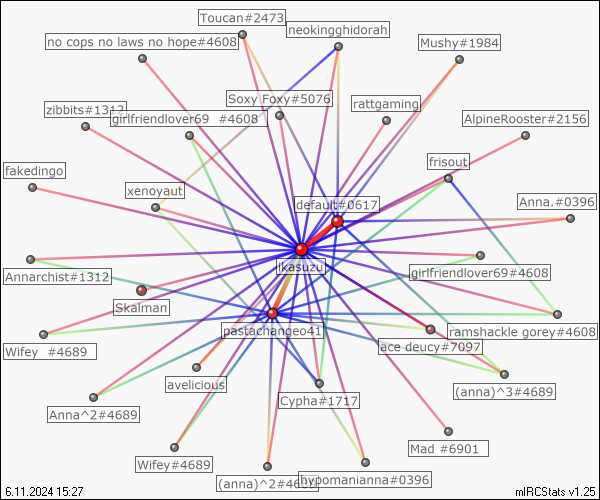 Toucan#2473
neokingghidorah
no cops no laws no hope#4608
Mushy#1984
Soxy Foxy#5076
rattgaming
zibbits#1312
girlfriendlover69 #4608
AlpineRooster#2156
frisout
fakedingo
xenoyaut
default#0617
Anna.#0396
ikasuzu
Annarchist#1312
girlfriendlover69#4608
Skalman
pastachangeo41
ramshackle gorey#4608
Wifey #4689
ace deucy#7097
avelicious
(anna)^3#4689
Anna^2#4689
Cypha#1717
Mad #6901
Wifey#4689
(anna)^2#4689
hypomanianna#0396
6.11.2024 15:27
mIRCStats v1.25